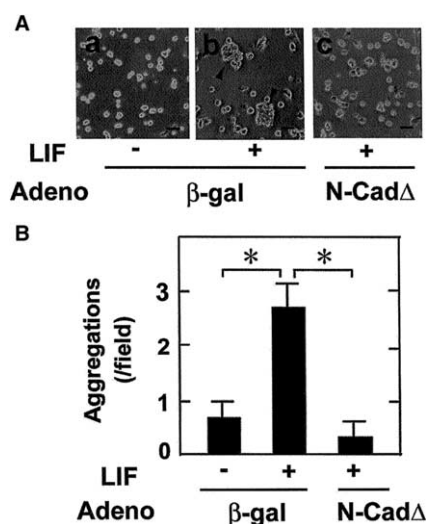 A
a b c
LIF - + +
Adeno β-gal N-CadΔ
B
* *
3
2
1
0
Aggregations
(/field)
LIF - + +
Adeno β-gal N-CadΔ